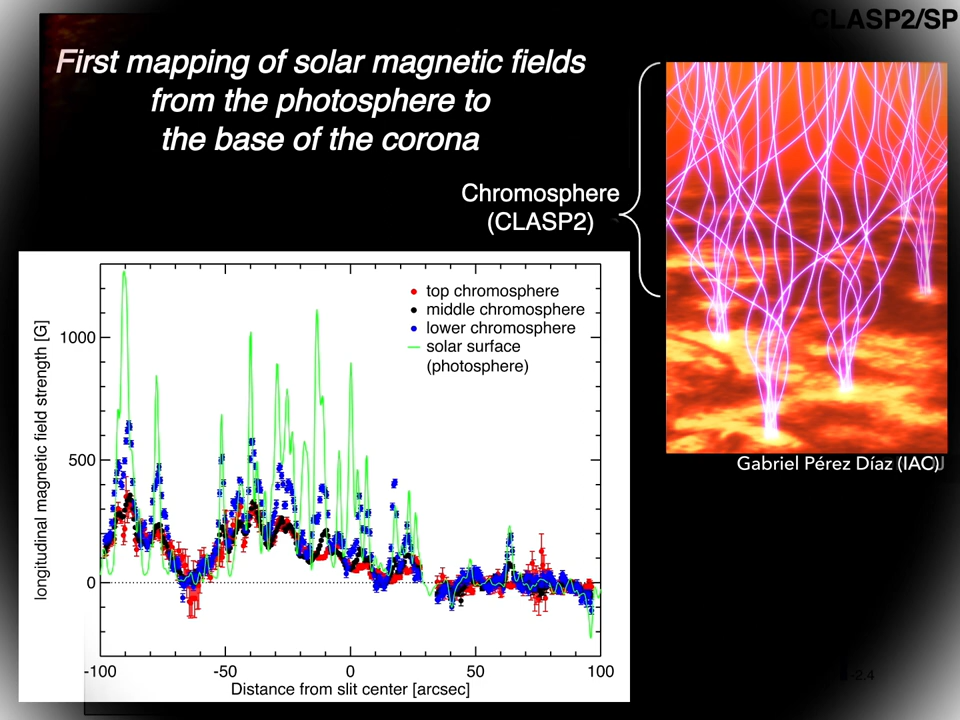 CLASP2/SP
First mapping of solar magnetic fields
from the photosphere to
the base of the corona
Chromosphere
(CLASP2)
Gabriel Pérez Díaz (IAC)
longitudinal magnetic field strength [G]
1000
500
0
top chromosphere
middle chromosphere
lower chromosphere
solar surface
(photosphere)
-100
-50
0
50
100
Distance from slit center [arcsec]
-2.4